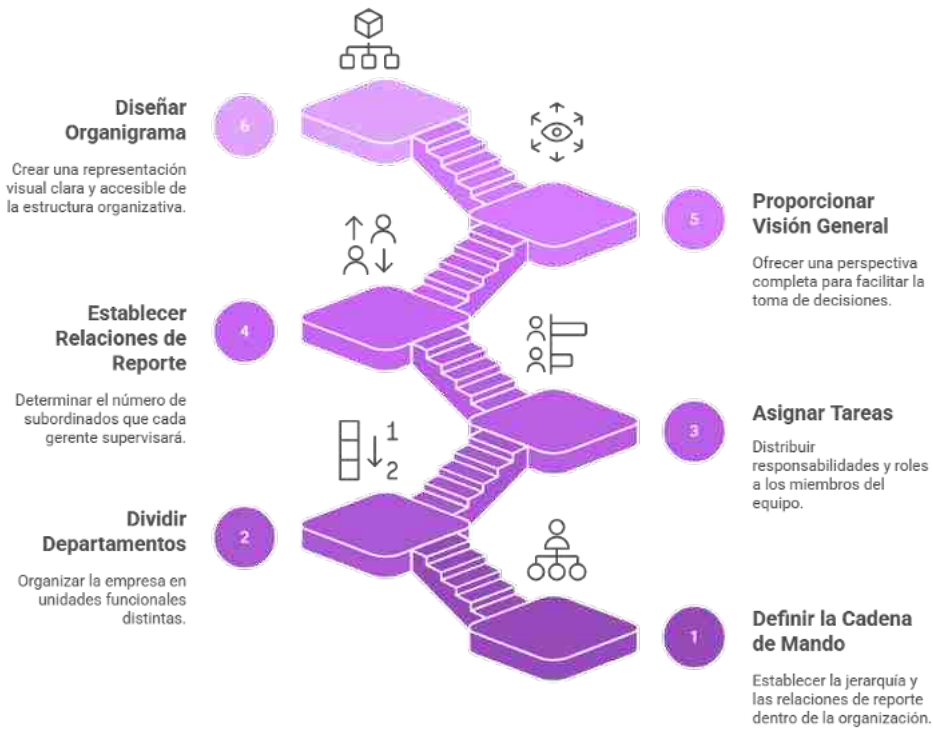 Diseñar
Organigrama
6
Crear una representación
visual clara y accesible de
la estructura organizativa.
5
Proporcionar
Visión General
Ofrecer una perspectiva
completa para facilitar la
toma de decisiones.
Establecer
Relaciones de
Reporte
4
Determinar el número de
subordinados que cada
gerente supervisará.
3
Asignar Tareas
Distribuir
responsabilidades y roles
a los miembros del
equipo.
1
2
Dividir
Departamentos
2
Organizar la empresa en
unidades funcionales
distintas.
1
Definir la Cadena
de Mando
Establecer la jerarquía y
las relaciones de reporte
dentro de la organización.